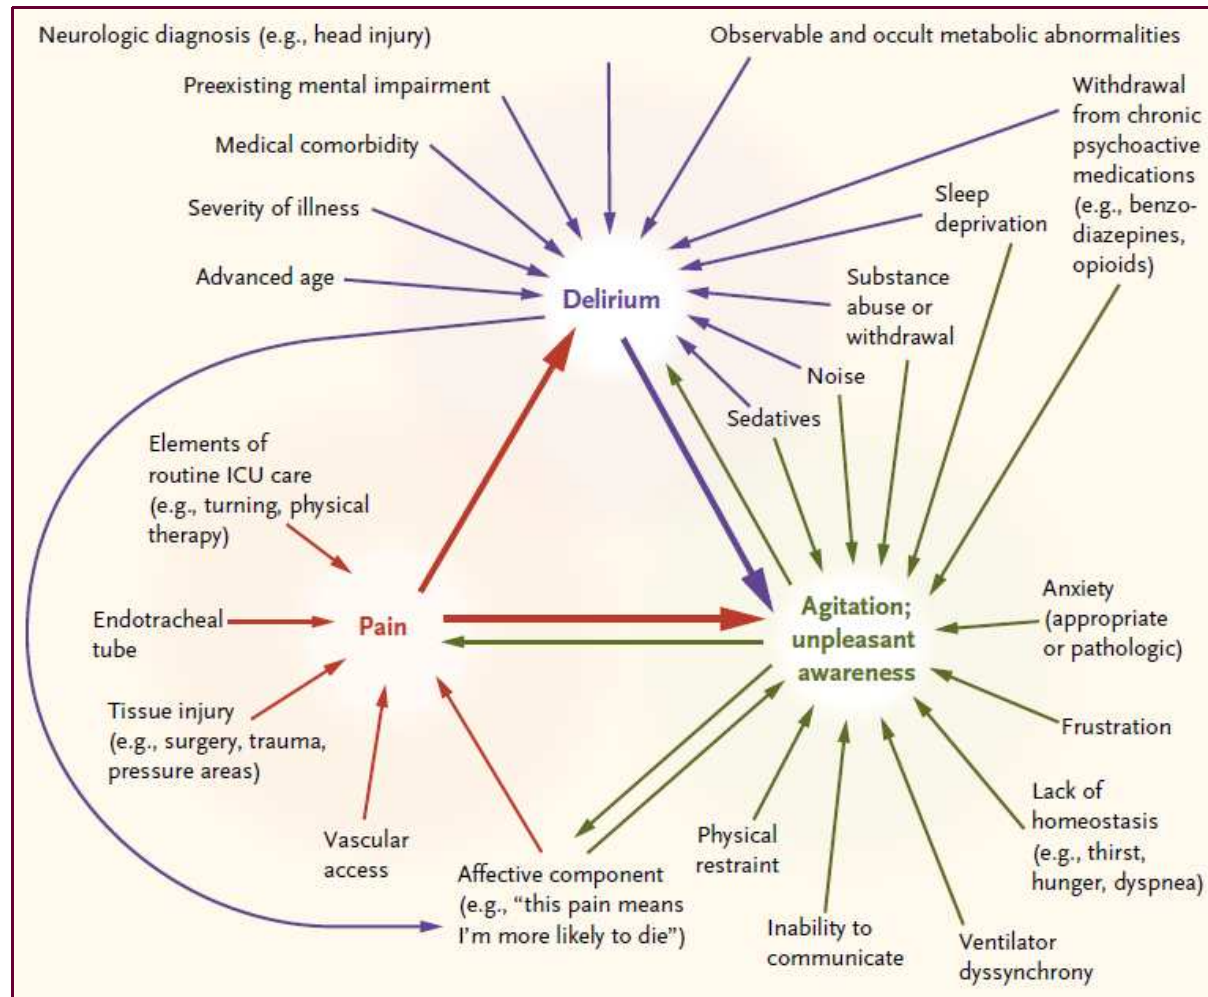 Neurologic diagnosis (e.g., head injury)
Observable and occult metabolic abnormalities
Preexisting mental impairment
Withdrawal
from chronic
psychoactive
medications
(e.g., benzo-
diazepines,
opioids)
Medical comorbidity
Sleep
deprivation
Severity of illness
Advanced age
Delirium
Substance
abuse or
withdrawal
Noise
Sedatives
Elements of
routine ICU care
(e.g., turning, physical
therapy)
Endotracheal
tube
Pain
Agitation;
unpleasant
awareness
Anxiety
(appropriate
or pathologic)
Tissue injury
(e.g., surgery, trauma,
pressure areas)
Frustration
Vascular
access
Affective component
(e.g., “this pain means
I’m more likely to die”)
Physical
restraint
Lack of
homeostasis
(e.g., thirst,
hunger, dyspnea)
Inability to
communicate
Ventilator
dyssynchrony